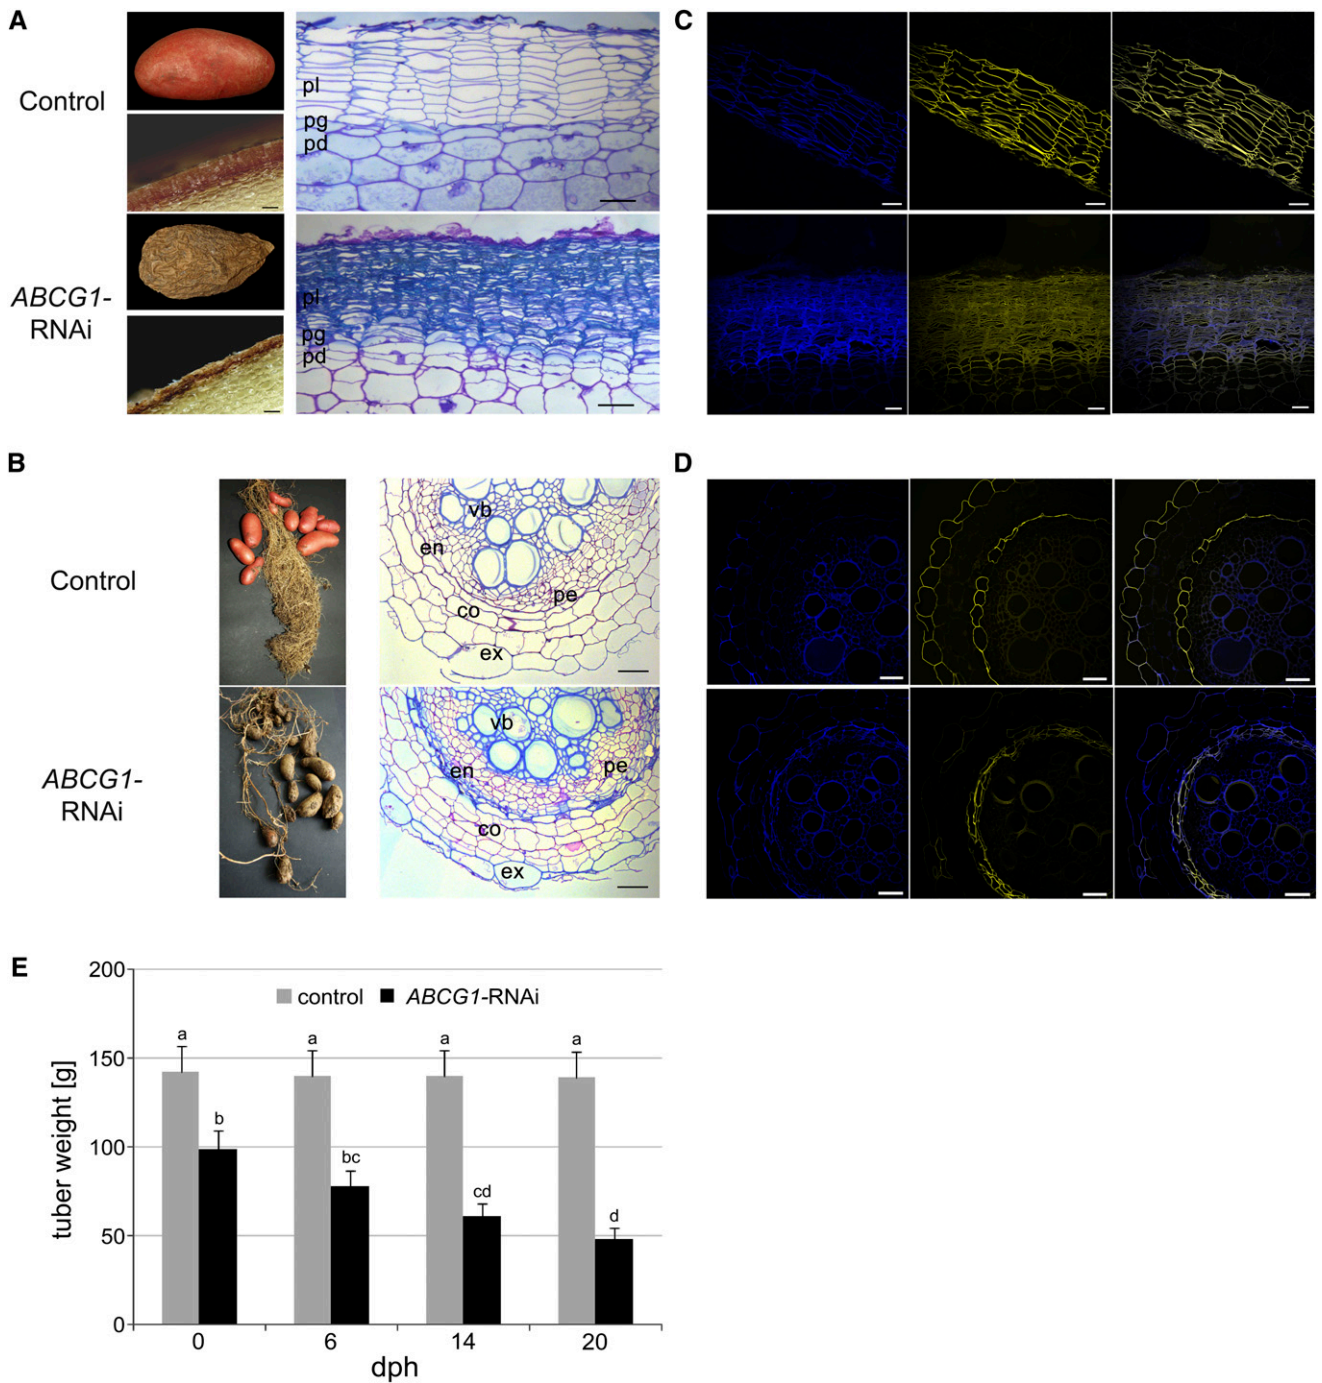 A
Control
pl
pg
pd
ABCG1-
RNAi
pl
pg
pd
C
B
Control
vb
en
pe
co
ex
ABCG1-
RNAi
vb
en
pe
co
ex
D
E
tuber weight [g]
200
150
100
50
0
control
ABCG1-RNAi
a
b
a
bc
a
cd
a
d
0
6
14
20
dph